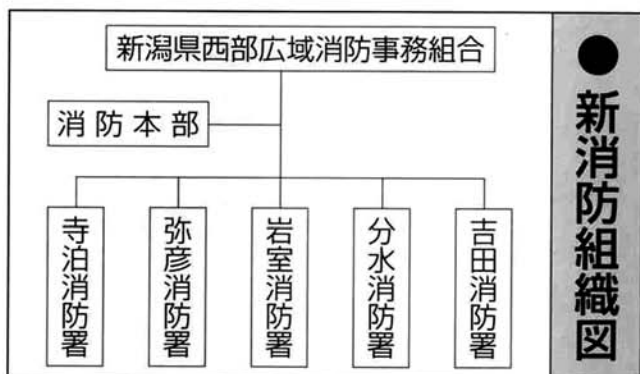 ●新消防組織図
新潟県西部広域消防事務組合
消防本部
吉田消防署
分水消防署
岩室消防署
弥彦消防署
寺泊消防署